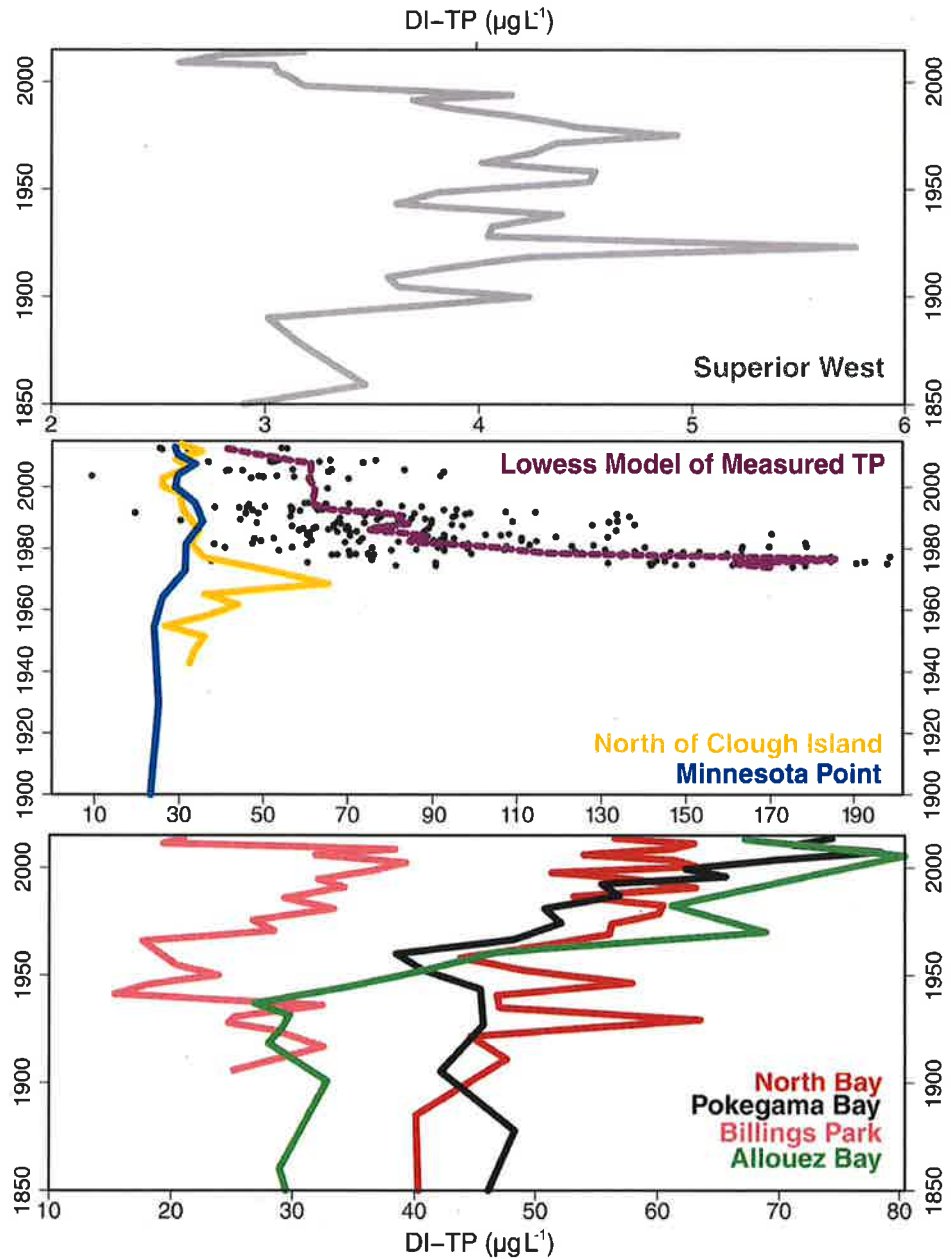 DI–TP (µg L⁻¹)
2000
1950
1900
1850
2000
1950
1900
1850
Superior West
2 3 4 5 6
Lowess Model of Measured TP
2000
1980
1960
1940
1920
1900
2000
1980
1960
1940
1920
1900
North of Clough Island
Minnesota Point
10 30 50 70 90 110 130 150 170 190
2000
1950
1900
1850
2000
1950
1900
1850
North Bay
Pokegama Bay
Billings Park
Allouez Bay
10 20 30 40 50 60 70 80
DI–TP (µg L⁻¹)